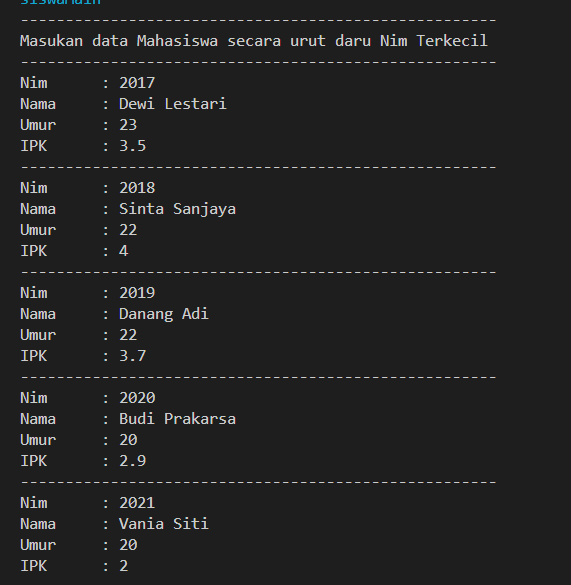 -----------------------------------------------------
Masukan data Mahasiswa secara urut daru Nim Terkecil
-----------------------------------------------------
Nim      : 2017
Nama     : Dewi Lestari
Umur     : 23
IPK      : 3.5
-----------------------------------------------------
Nim      : 2018
Nama     : Sinta Sanjaya
Umur     : 22
IPK      : 4
-----------------------------------------------------
Nim      : 2019
Nama     : Danang Adi
Umur     : 22
IPK      : 3.7
-----------------------------------------------------
Nim      : 2020
Nama     : Budi Prakarsa
Umur     : 20
IPK      : 2.9
-----------------------------------------------------
Nim      : 2021
Nama     : Vania Siti
Umur     : 20
IPK      : 2